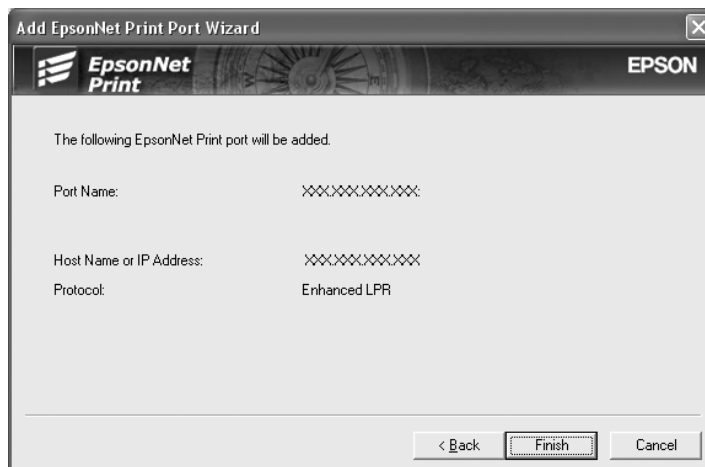 Add EpsonNet Print Port Wizard
EpsonNet
Print
EPSON
The following EpsonNet Print port will be added.
Port Name: XXX.XXX.XXX.XXX:
Host Name or IP Address: XXX.XXX.XXX.XXX
Protocol: Enhanced LPR
< Back Finish Cancel